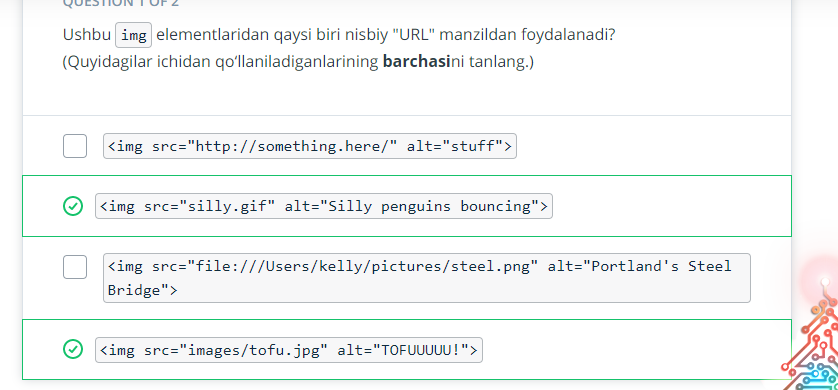 QUESTION 1 OF 2
Ushbu img elementlaridan qaysi biri nisbiy "URL" manzildan foydalanadi?
(Quyidagilar ichidan qo‘llaniladiganlarining barchasini tanlang.)
<img src="http://something.here/" alt="stuff">
<img src="silly.gif" alt="Silly penguins bouncing">
<img src="file:///Users/kelly/pictures/steel.png" alt="Portland's Steel
Bridge">
<img src="images/tofu.jpg" alt="TOFUUUUU!">